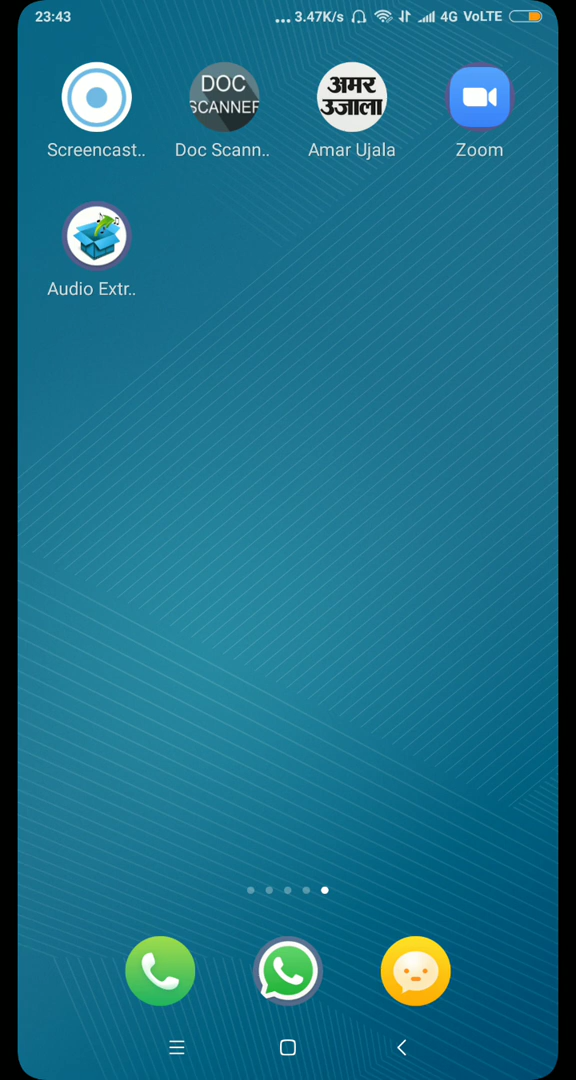 23:43
... 3.47K/s 4G VoLTE
DOC
SCANNER
अमर
उजाला
Screencast..
Doc Scann..
Amar Ujala
Zoom
Audio Extr..